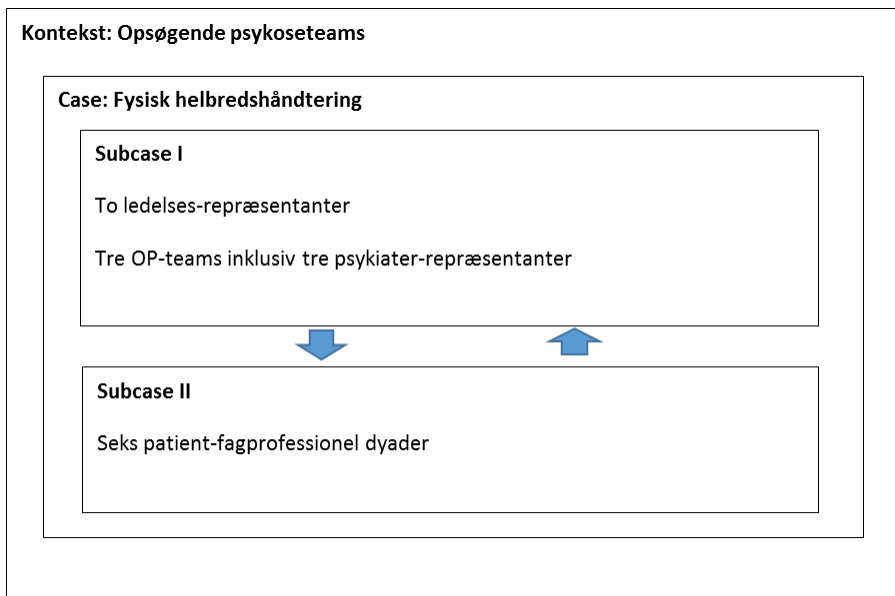 Kontekst: Opsøgende psykoseteams
Case: Fysisk helbredshåndtering
Subcase I
To ledelses-repræsentanter
Tre OP-teams inklusiv tre psykiater-repræsentanter
Subcase II
Seks patient-fagprofessionel dyader